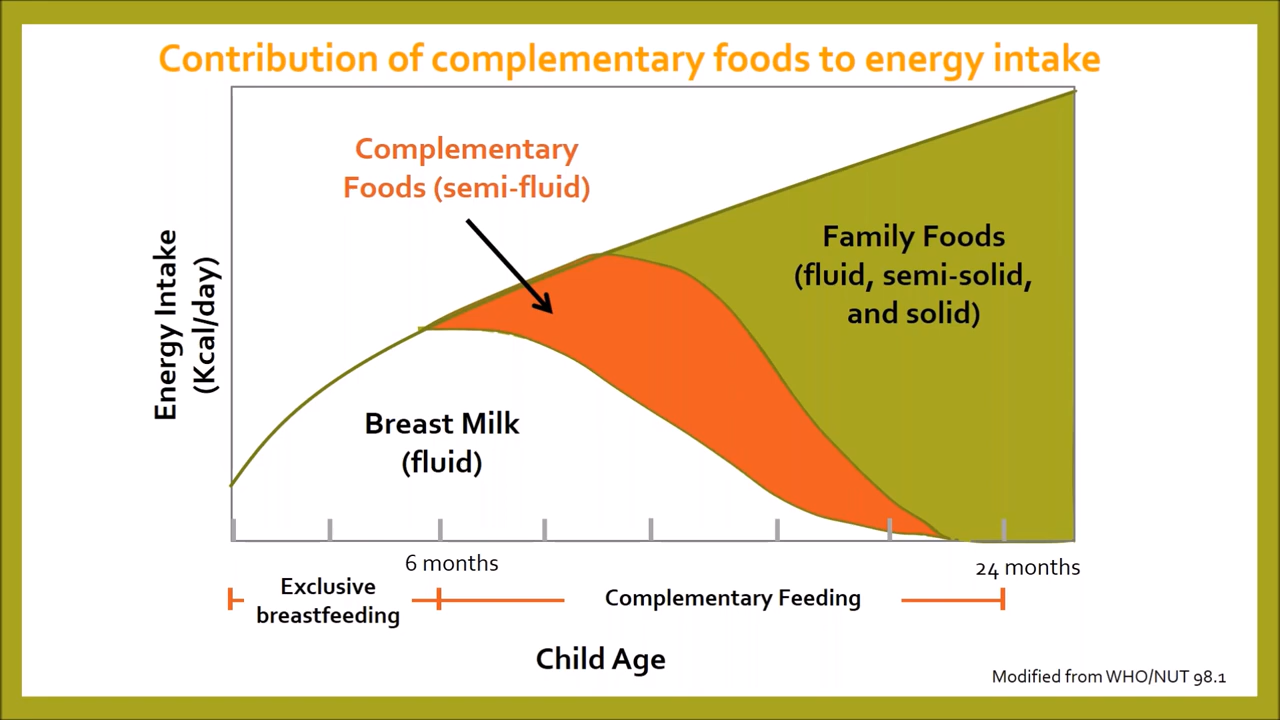 Contribution of complementary foods to energy intake
Complementary
Foods (semi-fluid)
Family Foods
(fluid, semi-solid,
and solid)
Energy Intake
(Kcal/day)
Breast Milk
(fluid)
6 months
24 months
Exclusive
breastfeeding
Complementary Feeding
Child Age
Modified from WHO/NUT 98.1